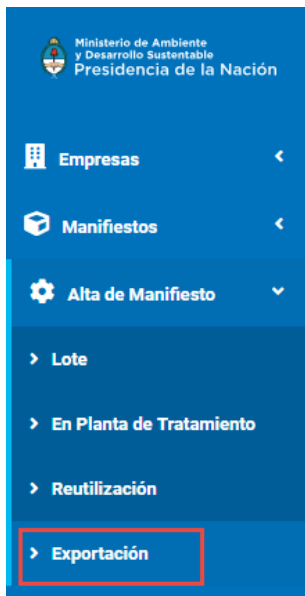 Ministerio de Ambiente
y Desarrollo Sustentable
Presidencia de la Nación
Empresas
Manifiestos
Alta de Manifiesto
Lote
En Planta de Tratamiento
Reutilización
Exportación